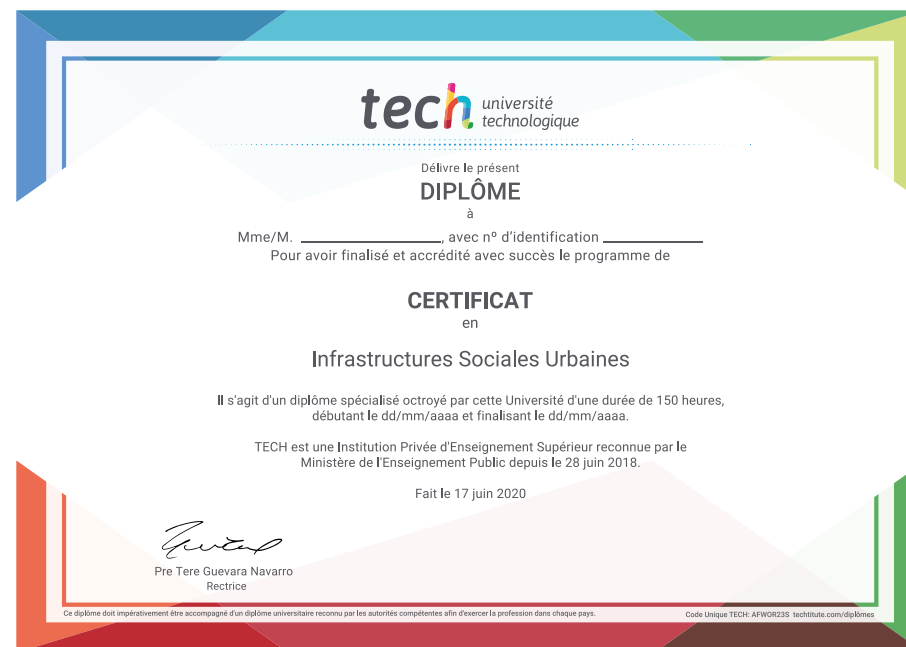 tech université
technologique
Délivre le présent
DIPLÔME
à
Mme/M. ____________________, avec nº d'identification ______________
Pour avoir finalisé et accrédité avec succès le programme de
CERTIFICAT
en
Infrastructures Sociales Urbaines
Il s'agit d'un diplôme spécialisé octroyé par cette Université d'une durée de 150 heures,
débutant le dd/mm/aaaa et finalisant le dd/mm/aaaa.
TECH est une Institution Privée d'Enseignement Supérieur reconnue par le
Ministère de l'Enseignement Public depuis le 28 juin 2018.
Fait le 17 juin 2020
Pre Tere Guevara Navarro
Rectrice
Ce diplôme doit impérativement être accompagné d'un diplôme universitaire reconnu par les autorités compétentes afin d'exercer la profession dans chaque pays.
Code Unique TECH: AFWOR23S techtitute.com/diplômes